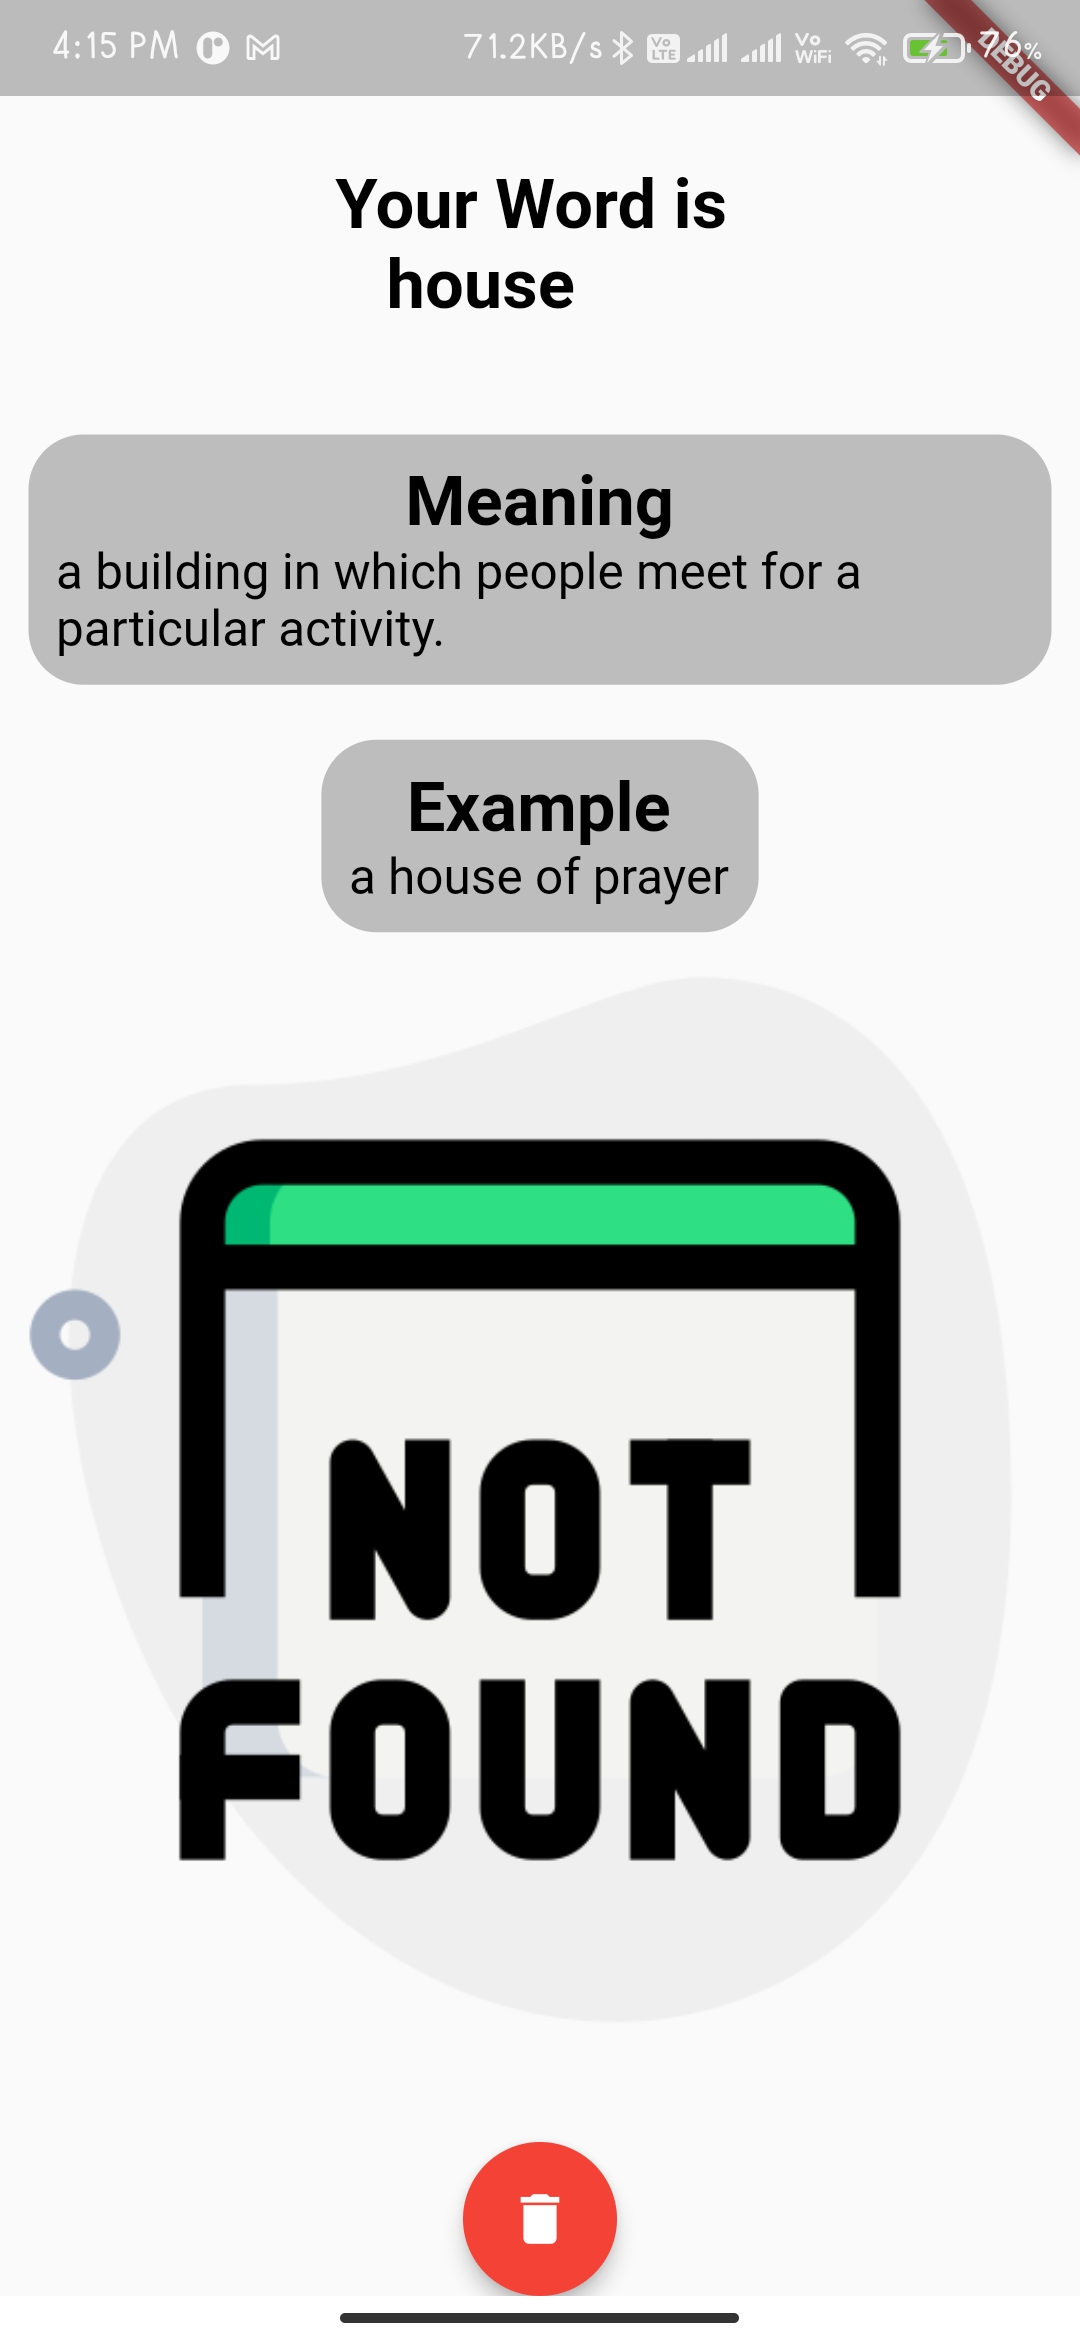 4:15 PM 71.2KB/s Vo LTE Vo WiFi 76%
DEBUG
Your Word is
house
Meaning
a building in which people meet for a
particular activity.
Example
a house of prayer
NOT
FOUND